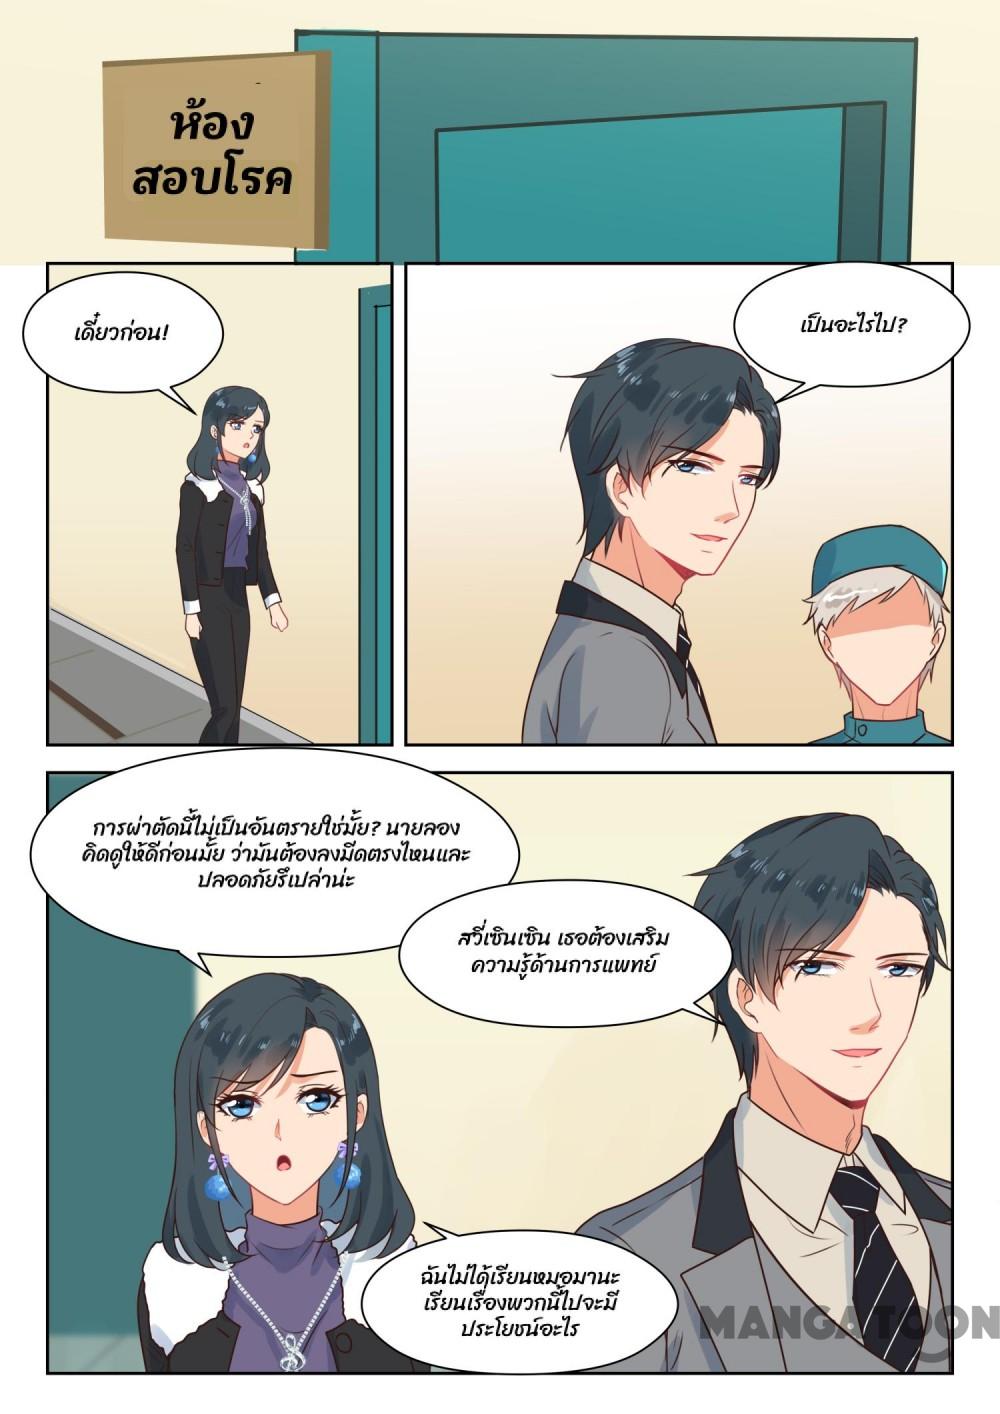 ห้อง
สอบโรค
เดี๋ยวก่อน!
เป็นอะไรไป?
การผ่าตัดนี้ไม่เป็นอันตรายใช่มั้ย? นายลอง
คิดดูให้ดีก่อนมั้ย ว่ามันต้องลงมีดตรงไหนและ
ปลอดภัยรึเปล่าน่ะ
สวี่เซินเซิน เธอต้องเสริม
ความรู้ด้านการแพทย์
ฉันไม่ได้เรียนหมอมานะ
เรียนเรื่องพวกนี้ไปจะมี
ประโยชน์อะไร
MANGATOON